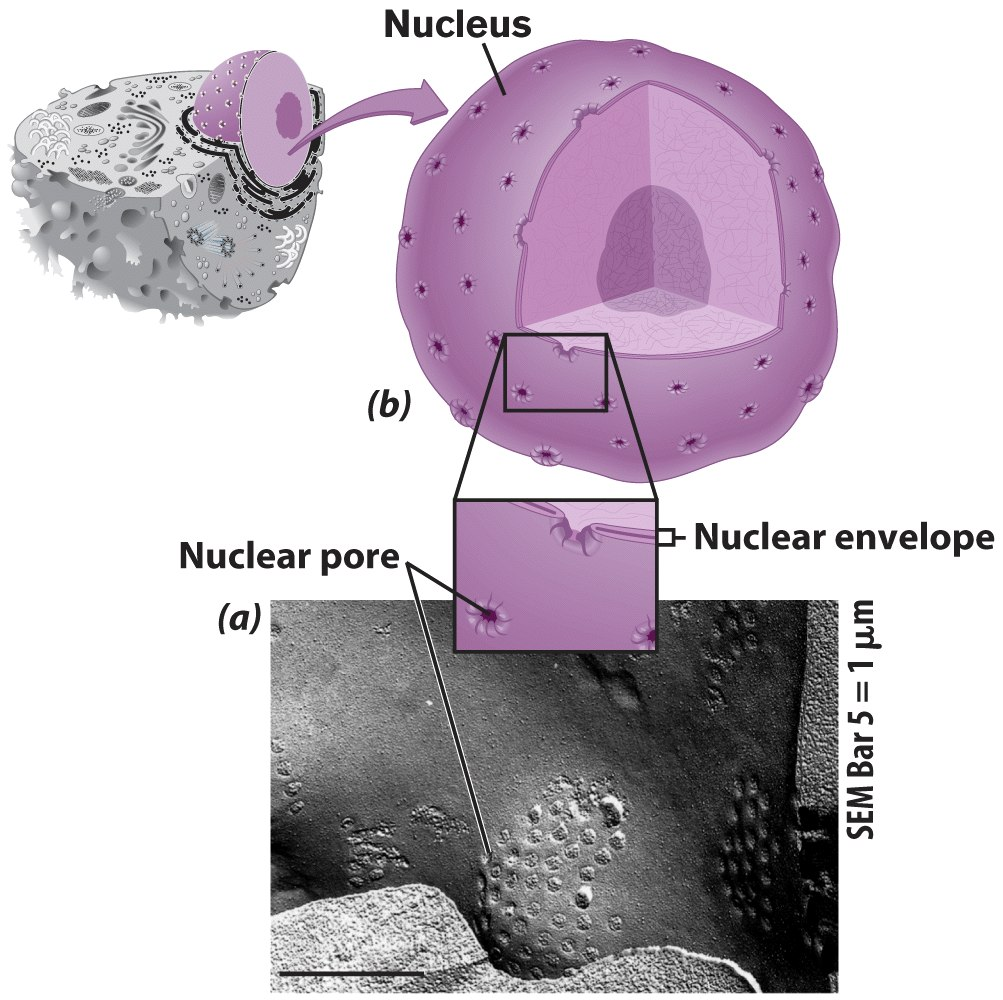 Nucleus
(b)
Nuclear envelope
Nuclear pore
(a)
SEM Bar 5 = 1 µm